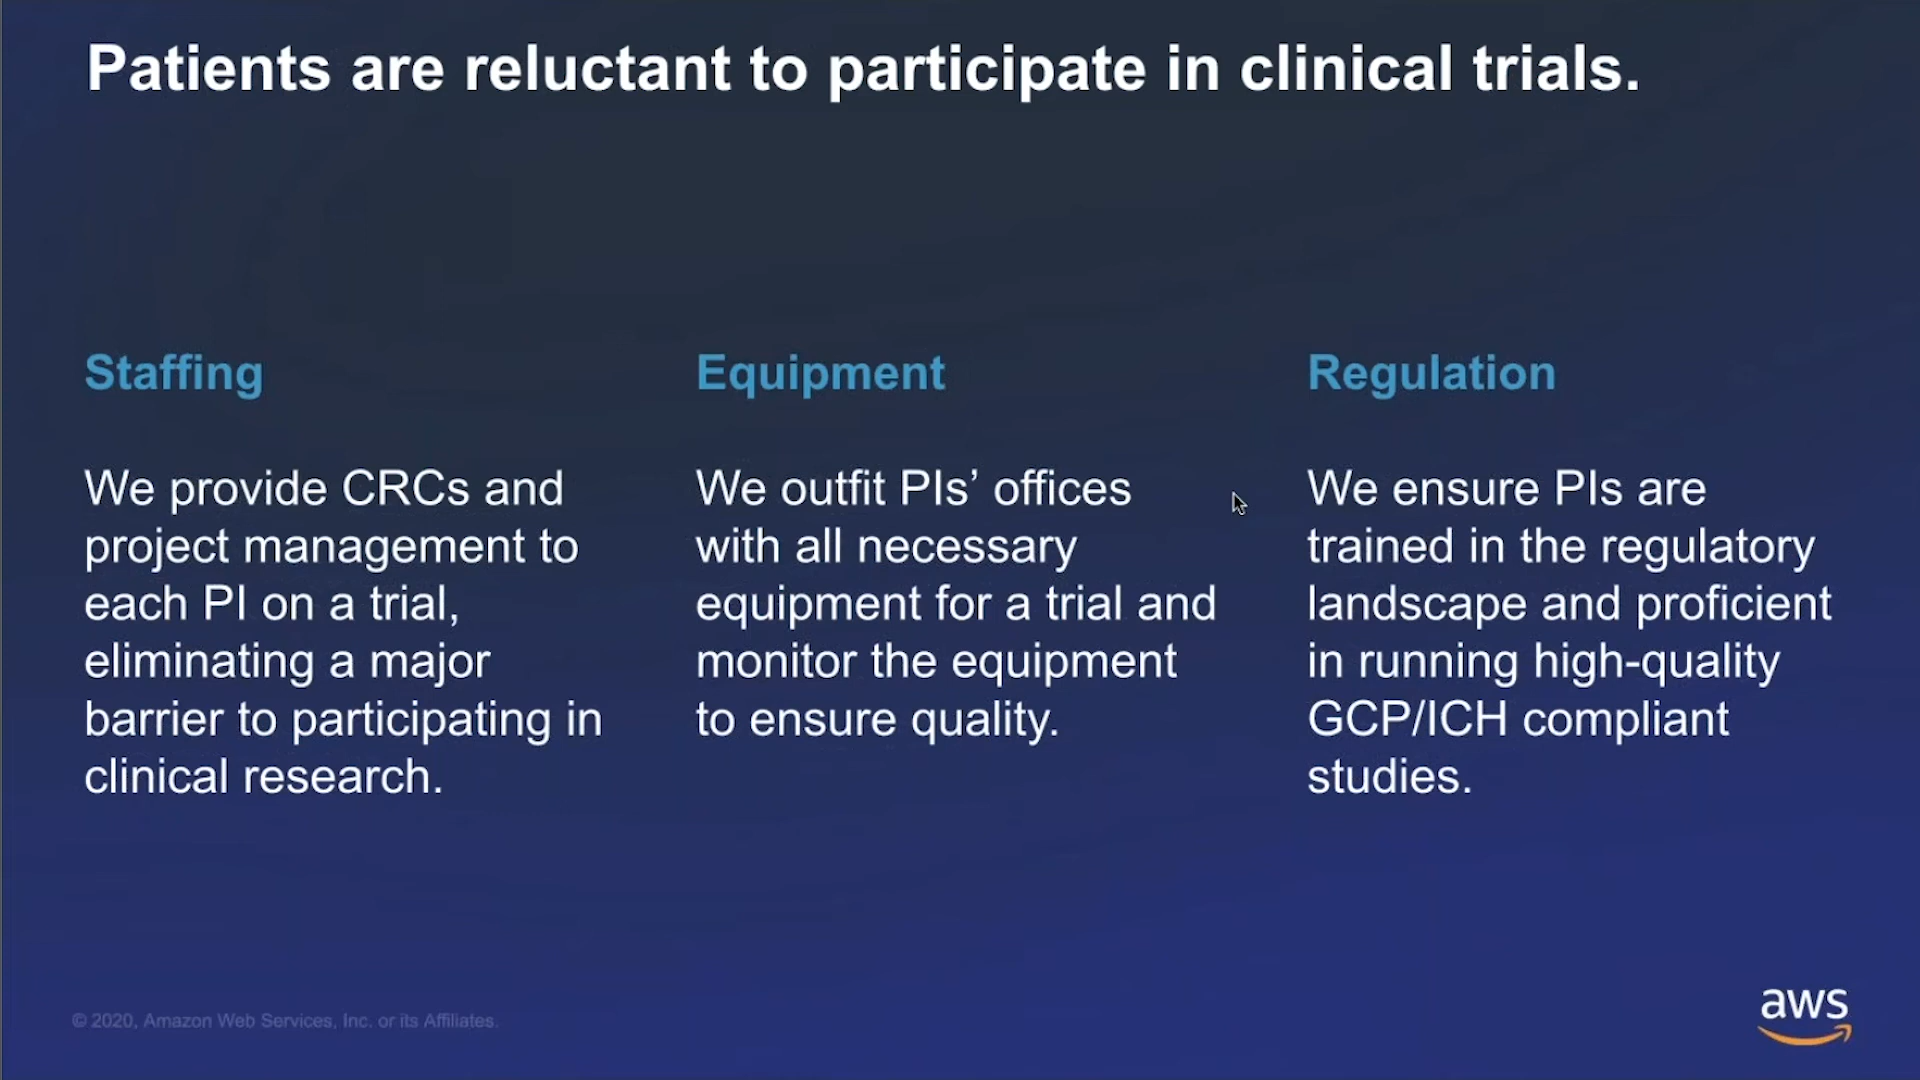 Patients are reluctant to participate in clinical trials.
Staffing
We provide CRCs and
project management to
each PI on a trial,
eliminating a major
barrier to participating in
clinical research.
Equipment
We outfit PIs’ offices
with all necessary
equipment for a trial and
monitor the equipment
to ensure quality.
Regulation
We ensure PIs are
trained in the regulatory
landscape and proficient
in running high-quality
GCP/ICH compliant
studies.
© 2020, Amazon Web Services, Inc. or its Affiliates.
aws